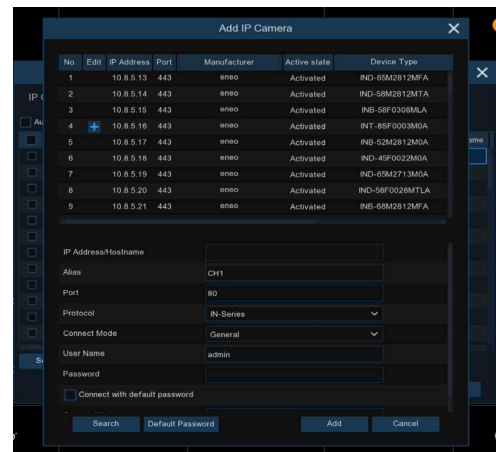 Add IP Camera
No. Edit IP Address Port Manufacturer Active state Device Type
1 10.8.5.13 443 eneo Activated IND-65M2812MFA
2 10.8.5.14 443 eneo Activated IND-58M2812MTA
3 10.8.5.15 443 eneo Activated INB-58F0308MLA
4 + 10.8.5.16 443 eneo Activated INT-8SF0003M0A
5 10.8.5.17 443 eneo Activated INB-52M2812M0A
6 10.8.5.18 443 eneo Activated IND-45F0022M0A
7 10.8.5.19 443 eneo Activated IND-65M2713M0A
8 10.8.5.20 443 eneo Activated IND-58F0028MTLA
9 10.8.5.21 443 eneo Activated INB-68M2812MFA
IP Address/Hostname
Alias CH1
Port 80
Protocol IN-Series
Connect Mode General
User Name admin
Password
Connect with default password
Search Default Password Add Cancel